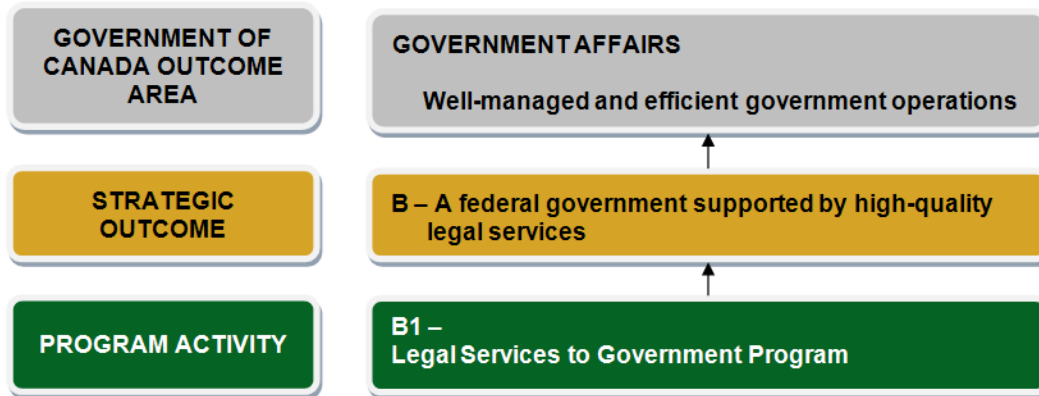 GOVERNMENT OF
CANADA OUTCOME
AREA
GOVERNMENT AFFAIRS
Well-managed and efficient government operations
STRATEGIC
OUTCOME
B – A federal government supported by high-quality
legal services
PROGRAM ACTIVITY
B1 –
Legal Services to Government Program